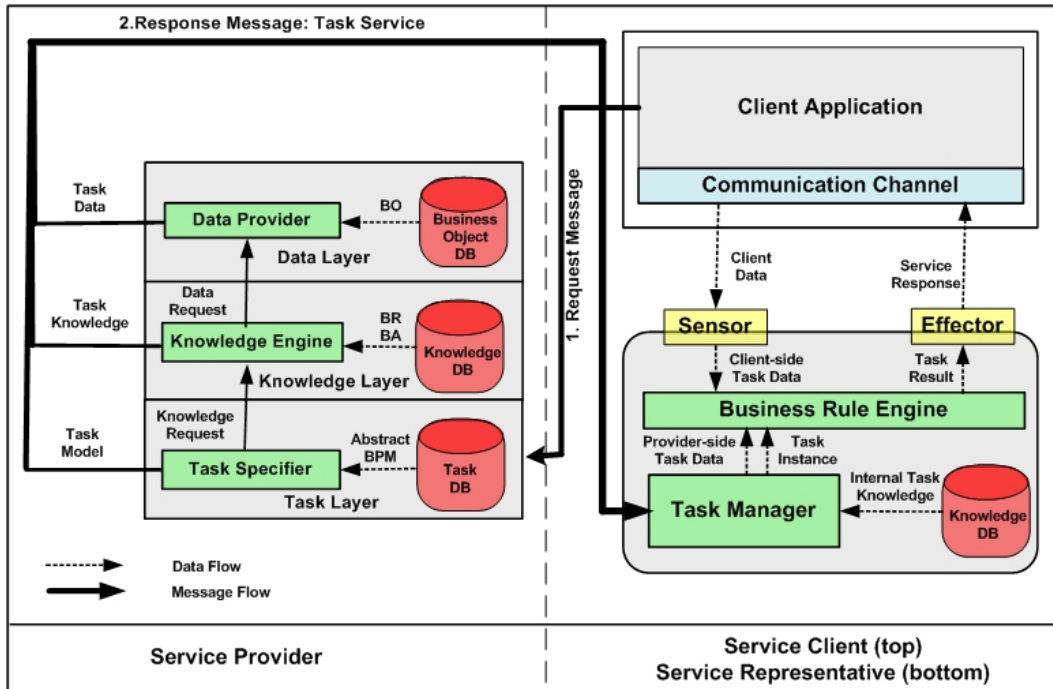 2.Response Message: Task Service
Task
Data
Data Provider
BO
Business
Object
DB
Data Layer
Data
Request
Task
Knowledge
Knowledge Engine
BR
BA
Knowledge
DB
Knowledge Layer
Knowledge
Request
Task
Model
Task Specifier
Abstract
BPM
Task
DB
Task Layer
Data Flow
Message Flow
Service Provider
1. Request Message
Client Application
Communication Channel
Client
Data
Service
Response
Sensor
Effector
Client-side
Task Data
Task
Result
Business Rule Engine
Provider-side
Task Data
Task
Instance
Task Manager
Internal Task
Knowledge
Knowledge
DB
Service Client (top)
Service Representative (bottom)